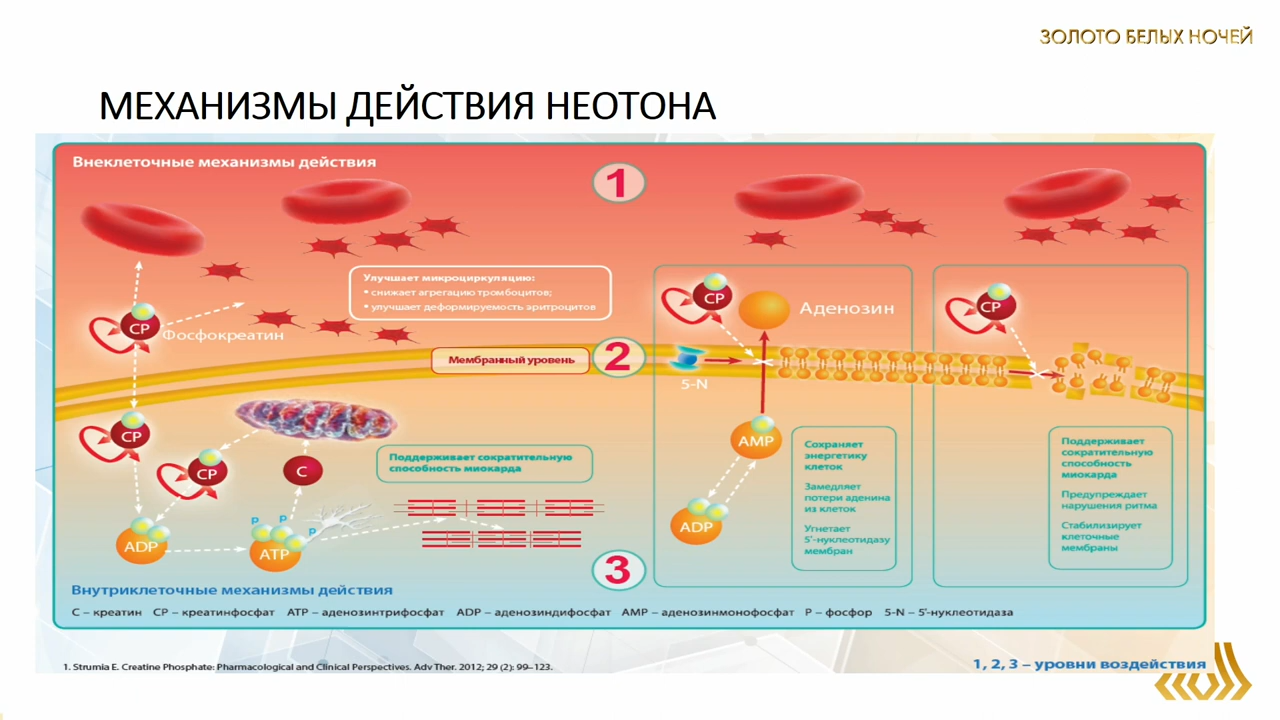 ЗОЛОТО БЕЛЫХ НОЧЕЙ
МЕХАНИЗМЫ ДЕЙСТВИЯ НЕОТОНА
Внеклеточные механизмы действия
1
Улучшает микроциркуляцию:
• снижает агрегацию тромбоцитов;
• улучшает деформируемость эритроцитов
CP
Фосфокреатин
CP
Аденозин
CP
Мембранный уровень
2
5-N
CP
CP
C
Поддерживает сократительную
способность миокарда
P
P
P
ADP
ATP
AMP
ADP
Сохраняет
энергетику
клеток
Замедляет
потери аденина
из клеток
Угнетает
5'-нуклеотидазу
мембран
Поддерживает
сократительную
способность
миокарда
Предупреждает
нарушения ритма
Стабилизирует
клеточные
мембраны
3
Внутриклеточные механизмы действия
C – креатин CP – креатинфосфат ATP – аденозинтрифосфат ADP – аденозиндифосфат AMP – аденозинмонофосфат P – фосфор 5-N – 5'-нуклеотидаза
1. Strumia E. Creatine Phosphate: Pharmacological and Clinical Perspectives. Adv Ther. 2012; 29 (2): 99–123.
1, 2, 3 – уровни воздействия